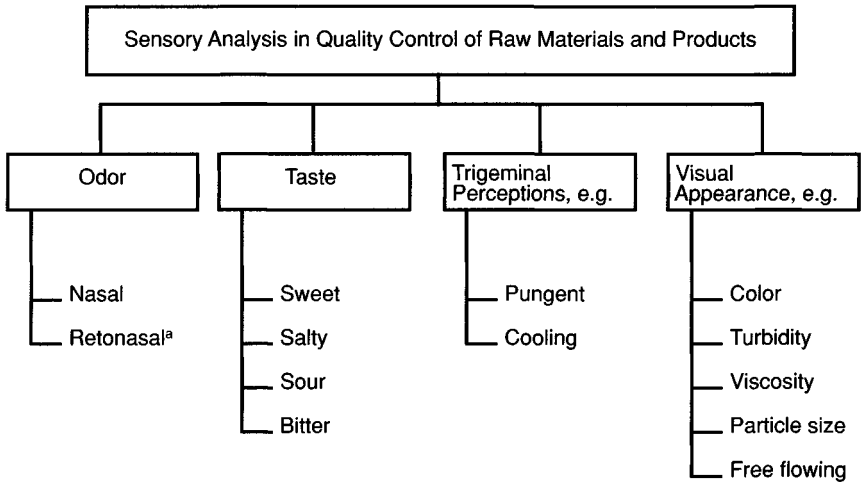 Sensory Analysis in Quality Control of Raw Materials and Products
Odor
Taste
Trigeminal
Perceptions, e.g.
Visual
Appearance, e.g.
Nasal
Retonasalᵃ
Sweet
Salty
Sour
Bitter
Pungent
Cooling
Color
Turbidity
Viscosity
Particle size
Free flowing